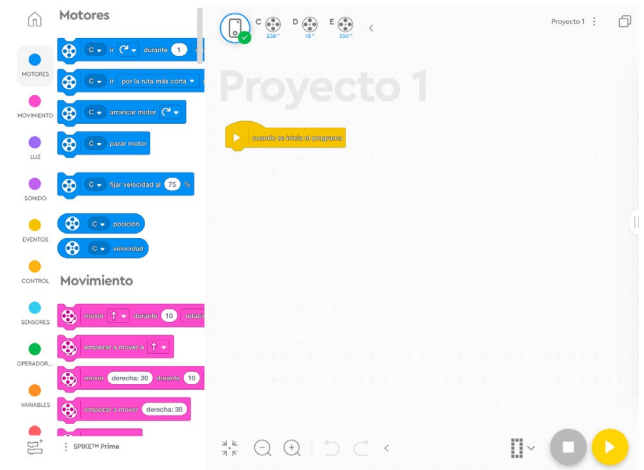 Motores
C ir durante 1
C ir por la ruta más corta
C arrancar motor
C parar motor
C fijar velocidad al 75 %
C posición
C velocidad
Movimiento
mover durante 10 rotaci
empezar a mover a
mover derecha: 30 durante 10
empezar a mover derecha: 30
MOTORES
MOVIMIENTO
LUZ
SONIDO
EVENTOS
CONTROL
SENSORES
OPERADOR...
VARIABLES
SPIKE™ Prime
C D E
238° 18° 350°
Proyecto 1
Proyecto 1
cuando se inicia el programa